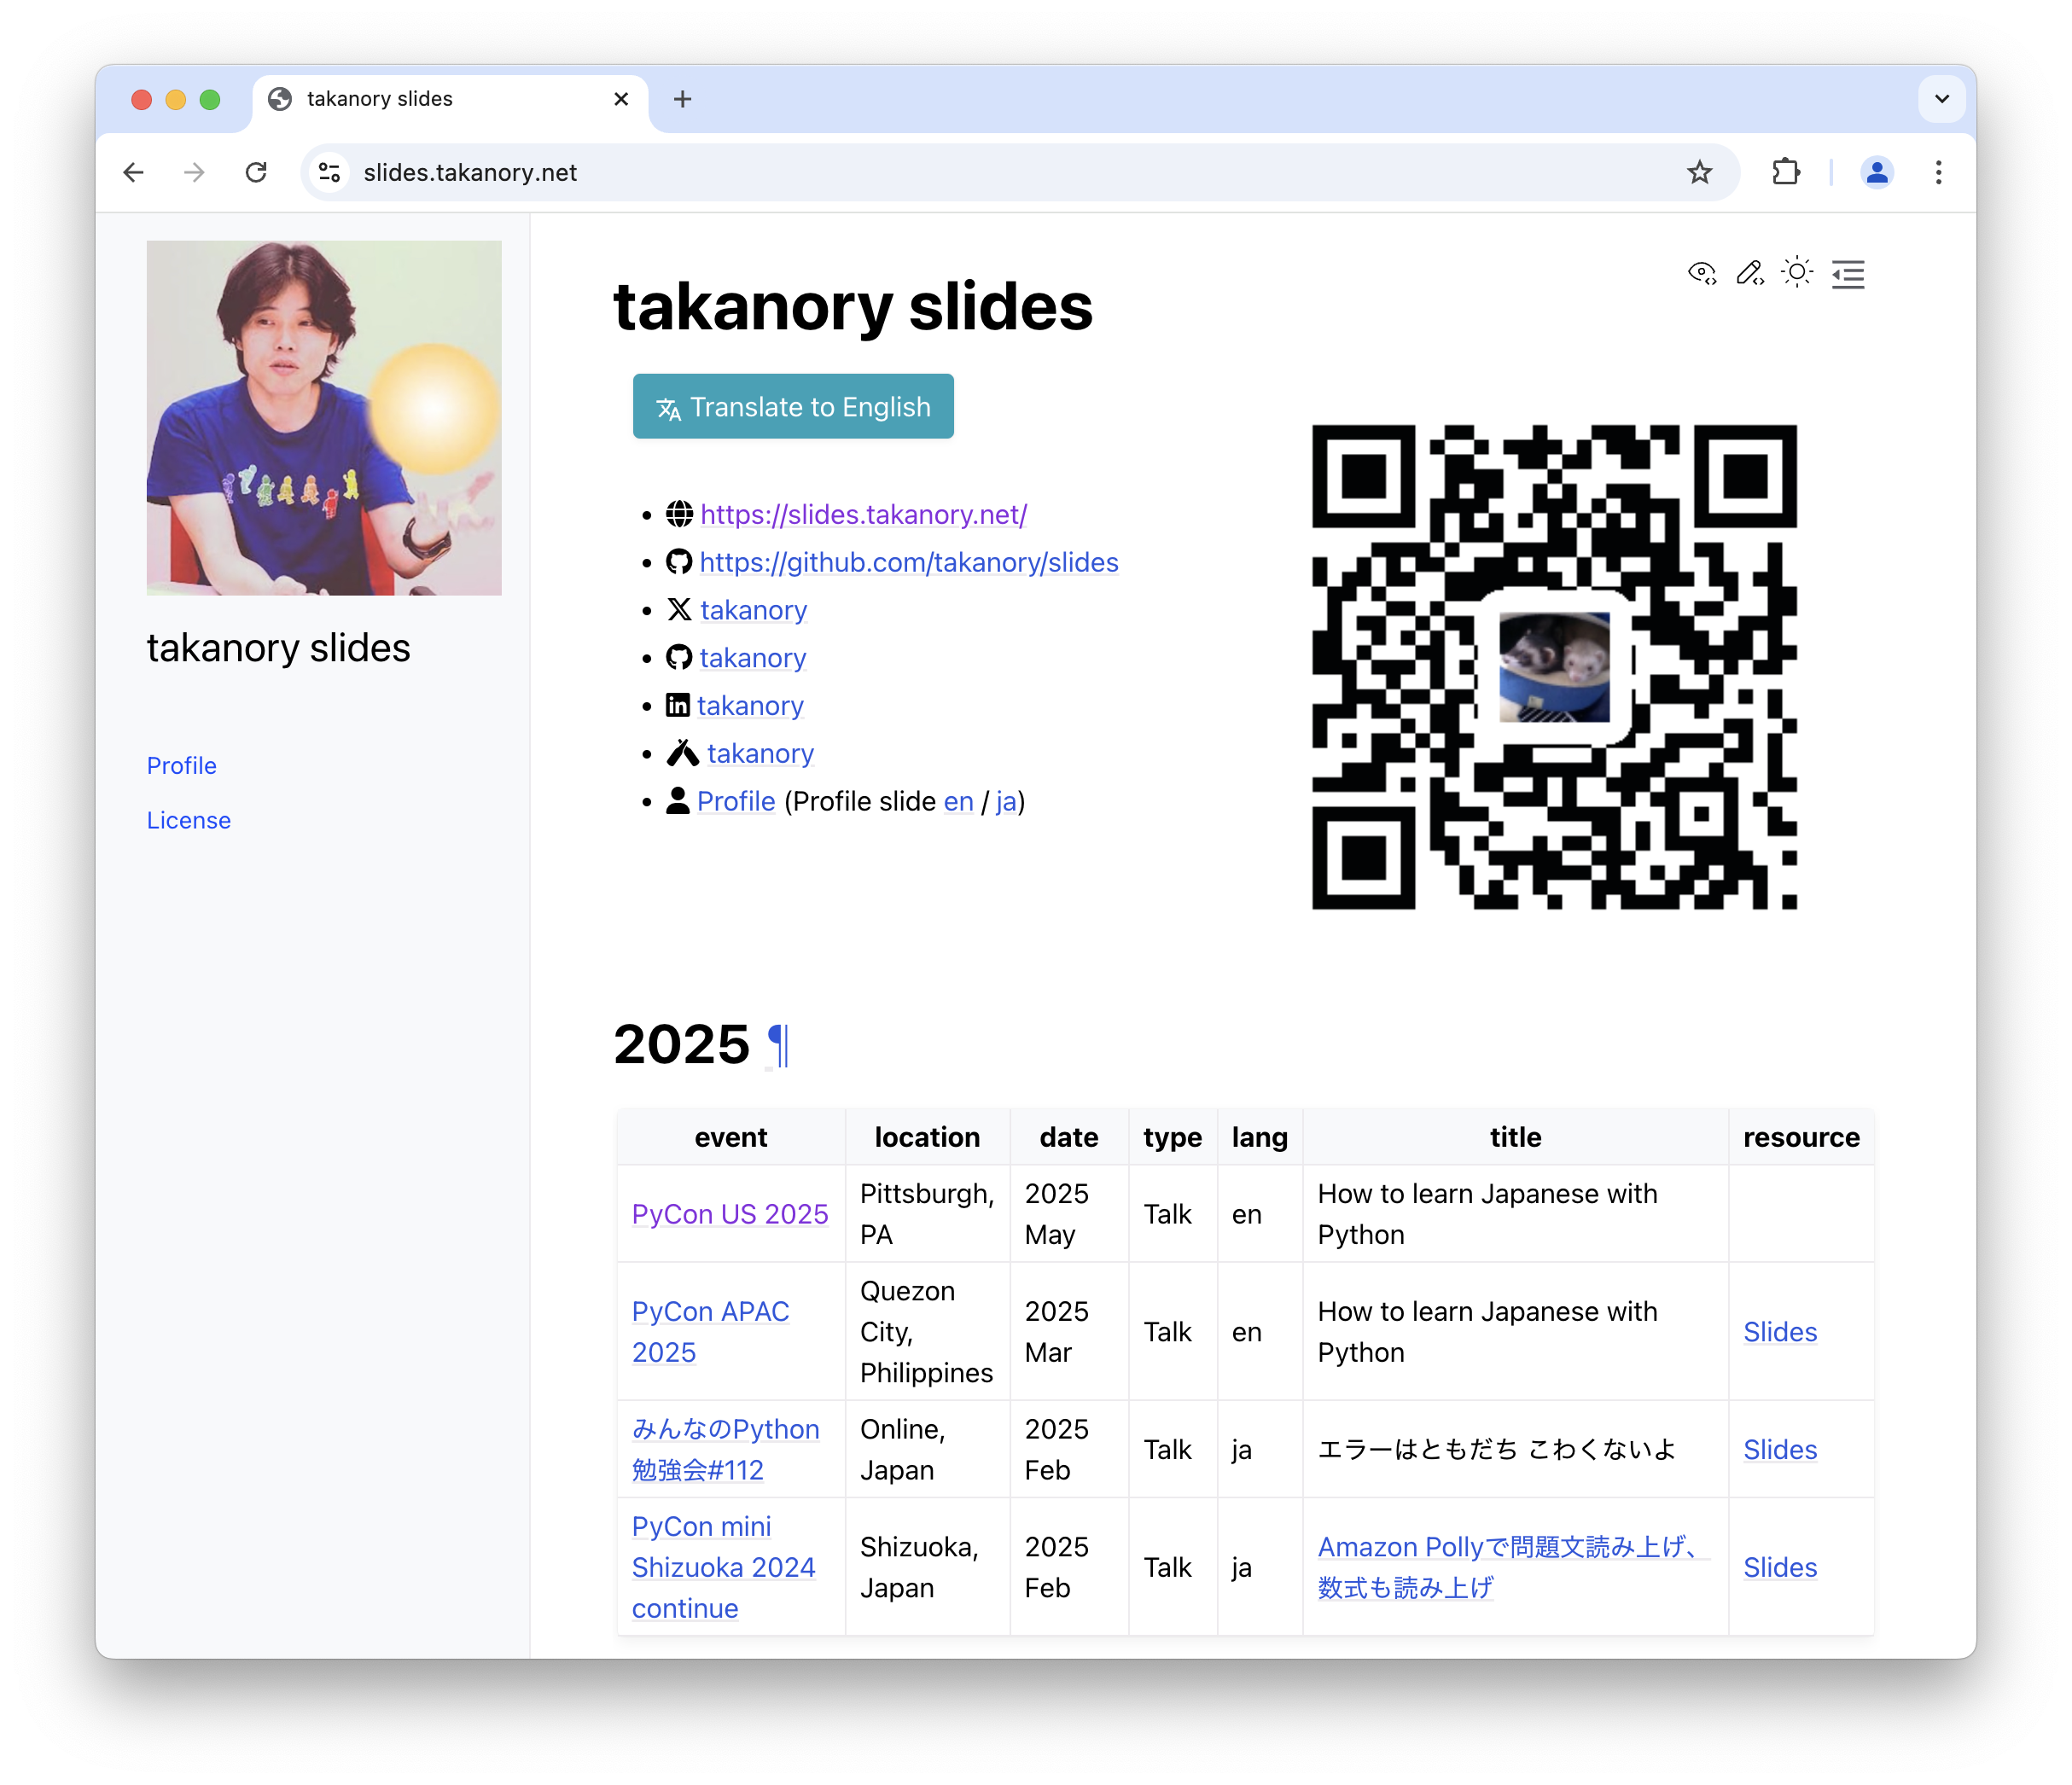 takanory slides
slides.takanory.net
takanory slides
Profile
License
takanory slides
Translate to English
https://slides.takanory.net/
https://github.com/takanory/slides
takanory
takanory
takanory
takanory
Profile (Profile slide en / ja)
2025 ¶
event location date type lang title resource
PyCon US 2025
Pittsburgh,
PA
2025
May
Talk
en
How to learn Japanese with
Python
PyCon APAC
2025
Quezon
City,
Philippines
2025
Mar
Talk
en
How to learn Japanese with
Python
Slides
みんなのPython
勉強会#112
Online,
Japan
2025
Feb
Talk
ja
エラーはともだち こわくないよ
Slides
PyCon mini
Shizuoka 2024
continue
Shizuoka,
Japan
2025
Feb
Talk
ja
Amazon Pollyで問題文読み上げ、
数式も読み上げ
Slides